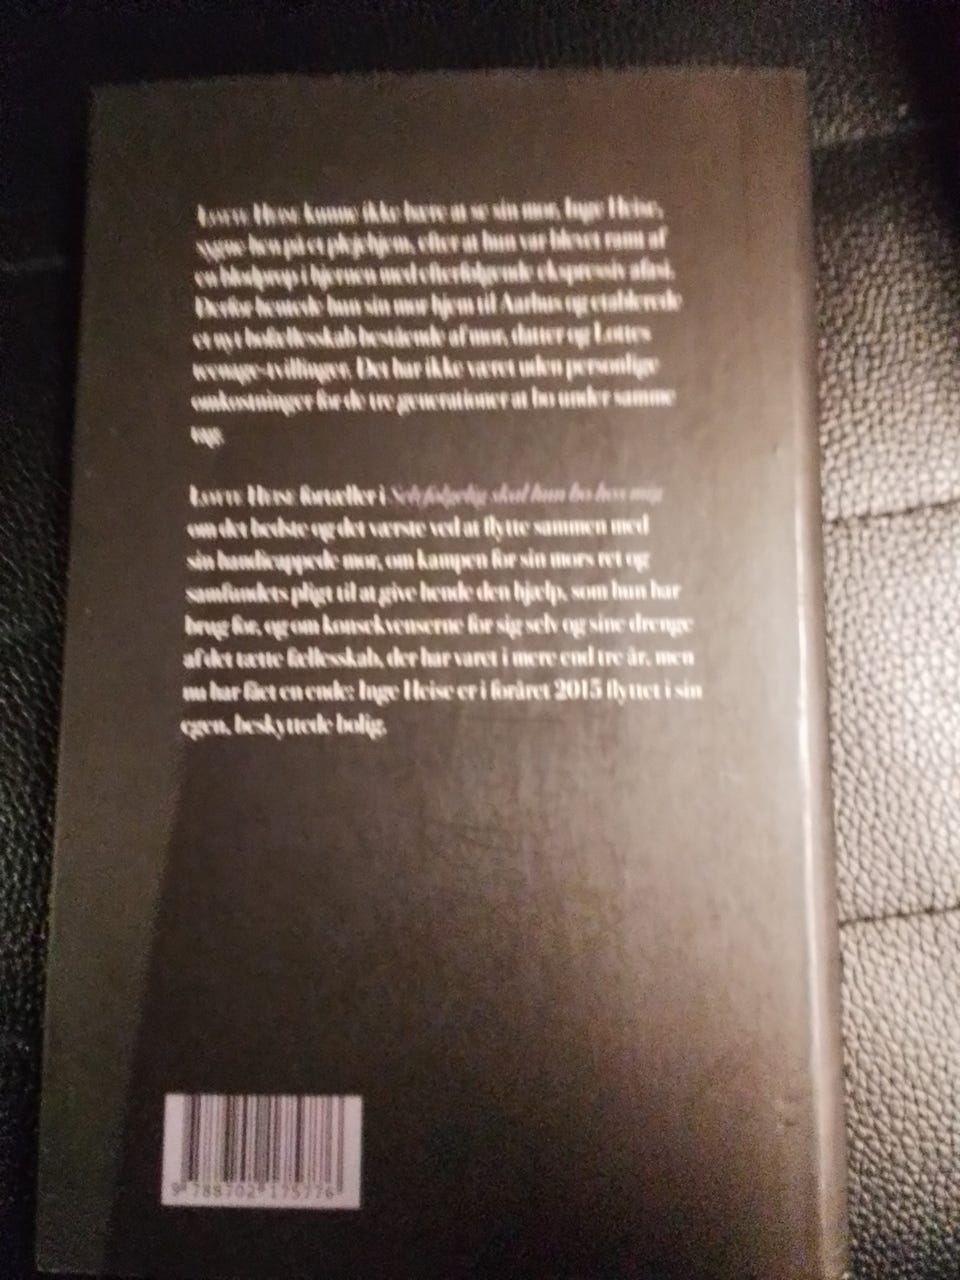 Lotte Heise kunne ikke bære at se sin mor, Inge Heise,
sygne hen på et plejehjem, efter at hun var blevet ramt af
en blodprop i hjernen med efterfølgende ekspressiv afasi.
Derfor hentede hun sin mor hjem til Aarhus og etablerede
et nyt bofællesskab bestående af mor, datter og Lottes
teenage-tvillinger. Det har ikke været uden personlige
omkostninger for de tre generationer at bo under samme
tag.
Lotte Heise fortæller i Selvfølgelig skal hun bo hos mig
om det bedste og det værste ved at flytte sammen med
sin handicappede mor, om kampen for sin mors ret og
samfundets pligt til at give hende den hjælp, som hun har
brug for, og om konsekvenserne for sig selv og sine drenge
af det tætte fællesskab, der har varet i mere end tre år, men
nu har fået en ende: Inge Heise er i foråret 2015 flyttet i sin
egen, beskyttede bolig.
9 788702 175776